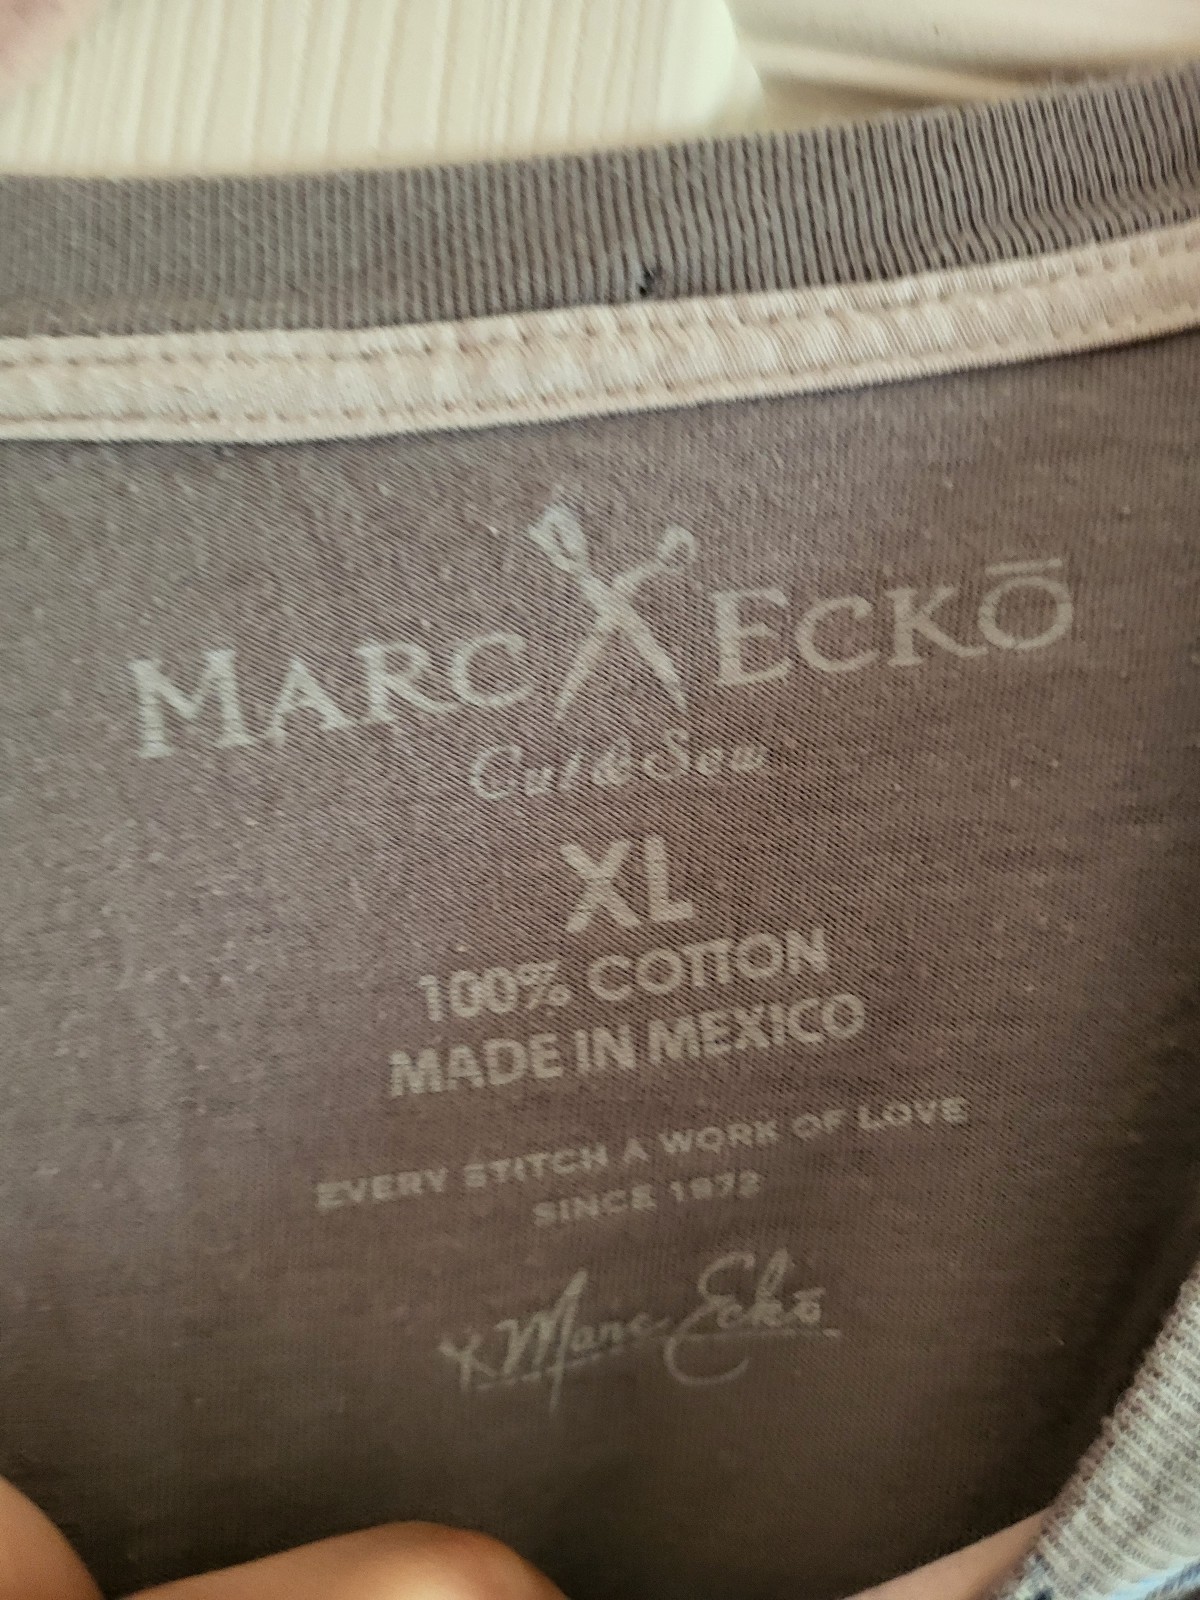 MARC ECKŌ
Cut & Sew
XL
100% COTTON
MADE IN MEXICO
EVERY STITCH A WORK OF LOVE
SINCE 1972
Marc Eckō